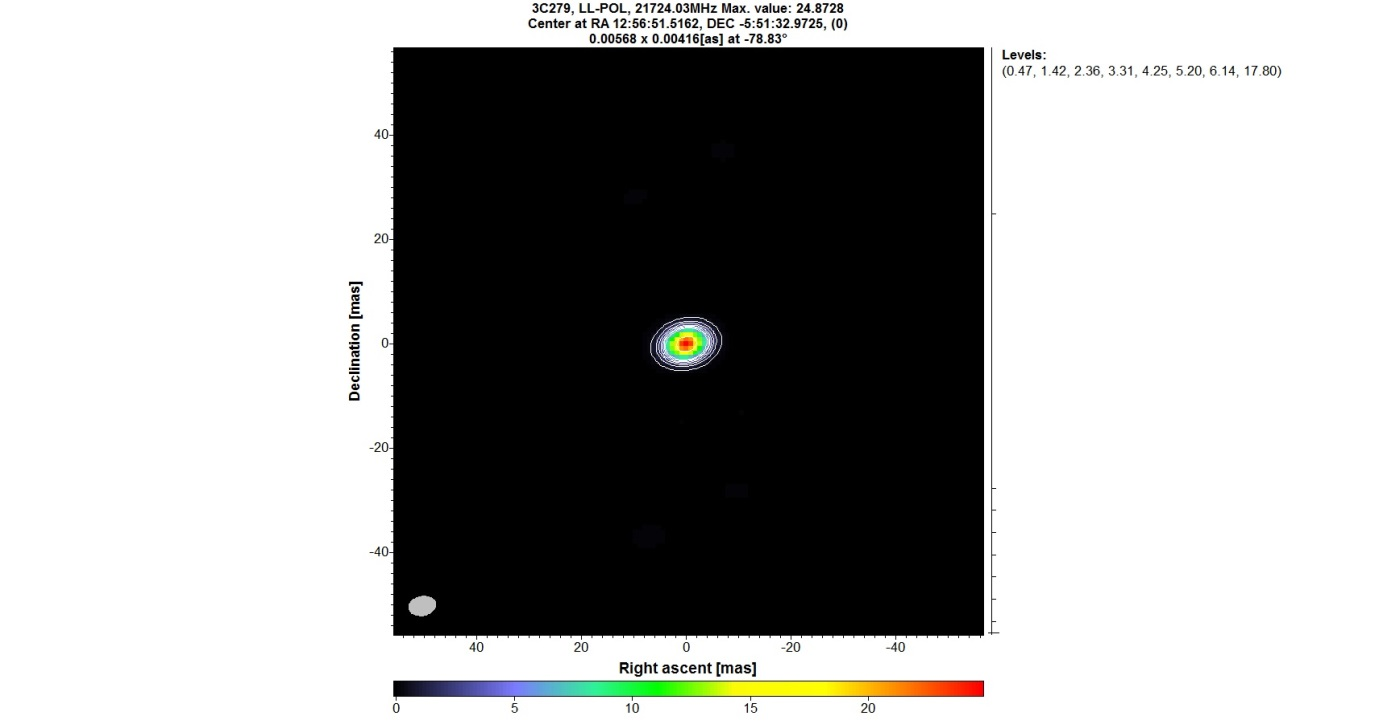 3C279, LL-POL, 21724.03MHz Max. value: 24.8728
Center at RA 12:56:51.5162, DEC -5:51:32.9725, (0)
0.00568 x 0.00416[as] at -78.83°
Levels:
(0.47, 1.42, 2.36, 3.31, 4.25, 5.20, 6.14, 17.80)
Declination [mas]
40
20
0
-20
-40
40 20 0 -20 -40
Right ascent [mas]
0 5 10 15 20